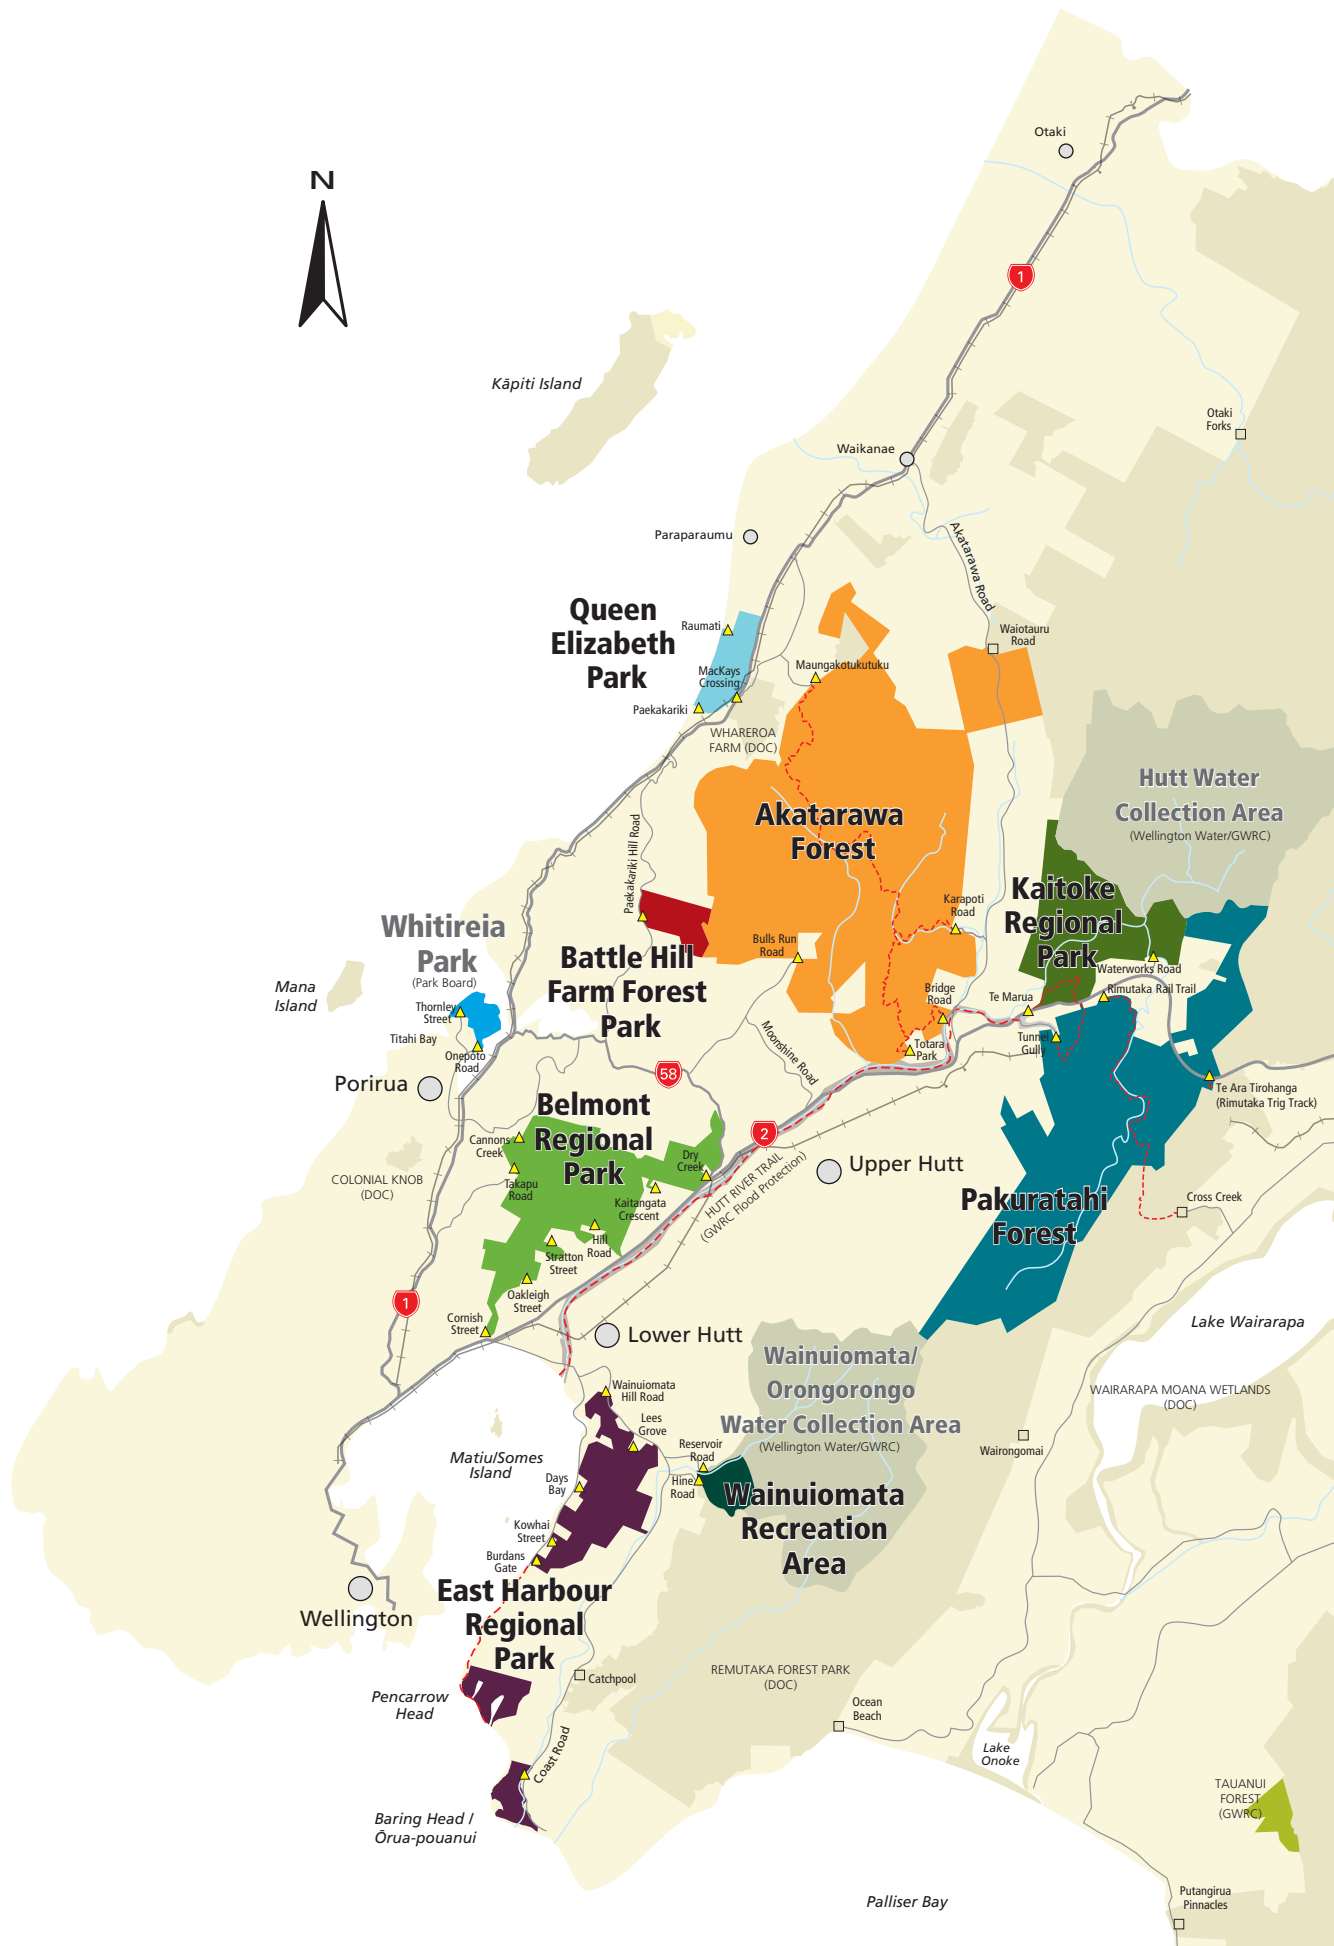 N
Otaki
1
Kāpiti Island
Otaki
Forks
Waikanae
Paraparaumu
Akatarawa Road
Queen
Elizabeth
Park
Raumati
MacKays
Crossing
Paekakariki
Maungakotukutuku
Waiotauru
Road
WHAREROA
FARM (DOC)
Hutt Water
Collection Area
(Wellington Water/GWRC)
Akatarawa
Forest
Paekakariki Hill Road
Kaitoke
Regional
Park
Karapoti
Road
Whitireia
Park
(Park Board)
Battle Hill
Farm Forest
Park
Bulls Run
Road
Waterworks Road
Mana
Island
Thornley
Street
Titahi Bay
Onepoto
Road
Bridge
Road
Te Marua
Rimutaka Rail Trail
Tunnel
Gully
Totara
Park
Moonshine Road
Porirua
58
Te Ara Tirohanga
(Rimutaka Trig Track)
Belmont
Regional
Park
2
Cannons
Creek
Takapu
Road
Dry
Creek
Upper Hutt
HUTT RIVER TRAIL
(GWRC Flood Protection)
COLONIAL KNOB
(DOC)
Kaitangata
Crescent
Pakuratahi
Forest
Cross Creek
Hill
Road
Stratton
Street
Oakleigh
Street
1
Cornish
Street
Lower Hutt
Lake Wairarapa
Wainuiomata/
Orongorongo
Water Collection Area
(Wellington Water/GWRC)
WAIRARAPA MOANA WETLANDS
(DOC)
Wainuiomata
Hill Road
Lees
Grove
Reservoir
Road
Hine
Road
Wairongomai
Matiu/Somes
Island
Days
Bay
Wainuiomata
Recreation
Area
Kowhai
Street
Burdans
Gate
East Harbour
Regional
Park
Wellington
Catchpool
REMUTAKA FOREST PARK
(DOC)
Pencarrow
Head
Ocean
Beach
Coast Road
Lake
Onoke
TAUANUI
FOREST
(GWRC)
Baring Head /
Ōrua-pouanui
Palliser Bay
Putangirua
Pinnacles